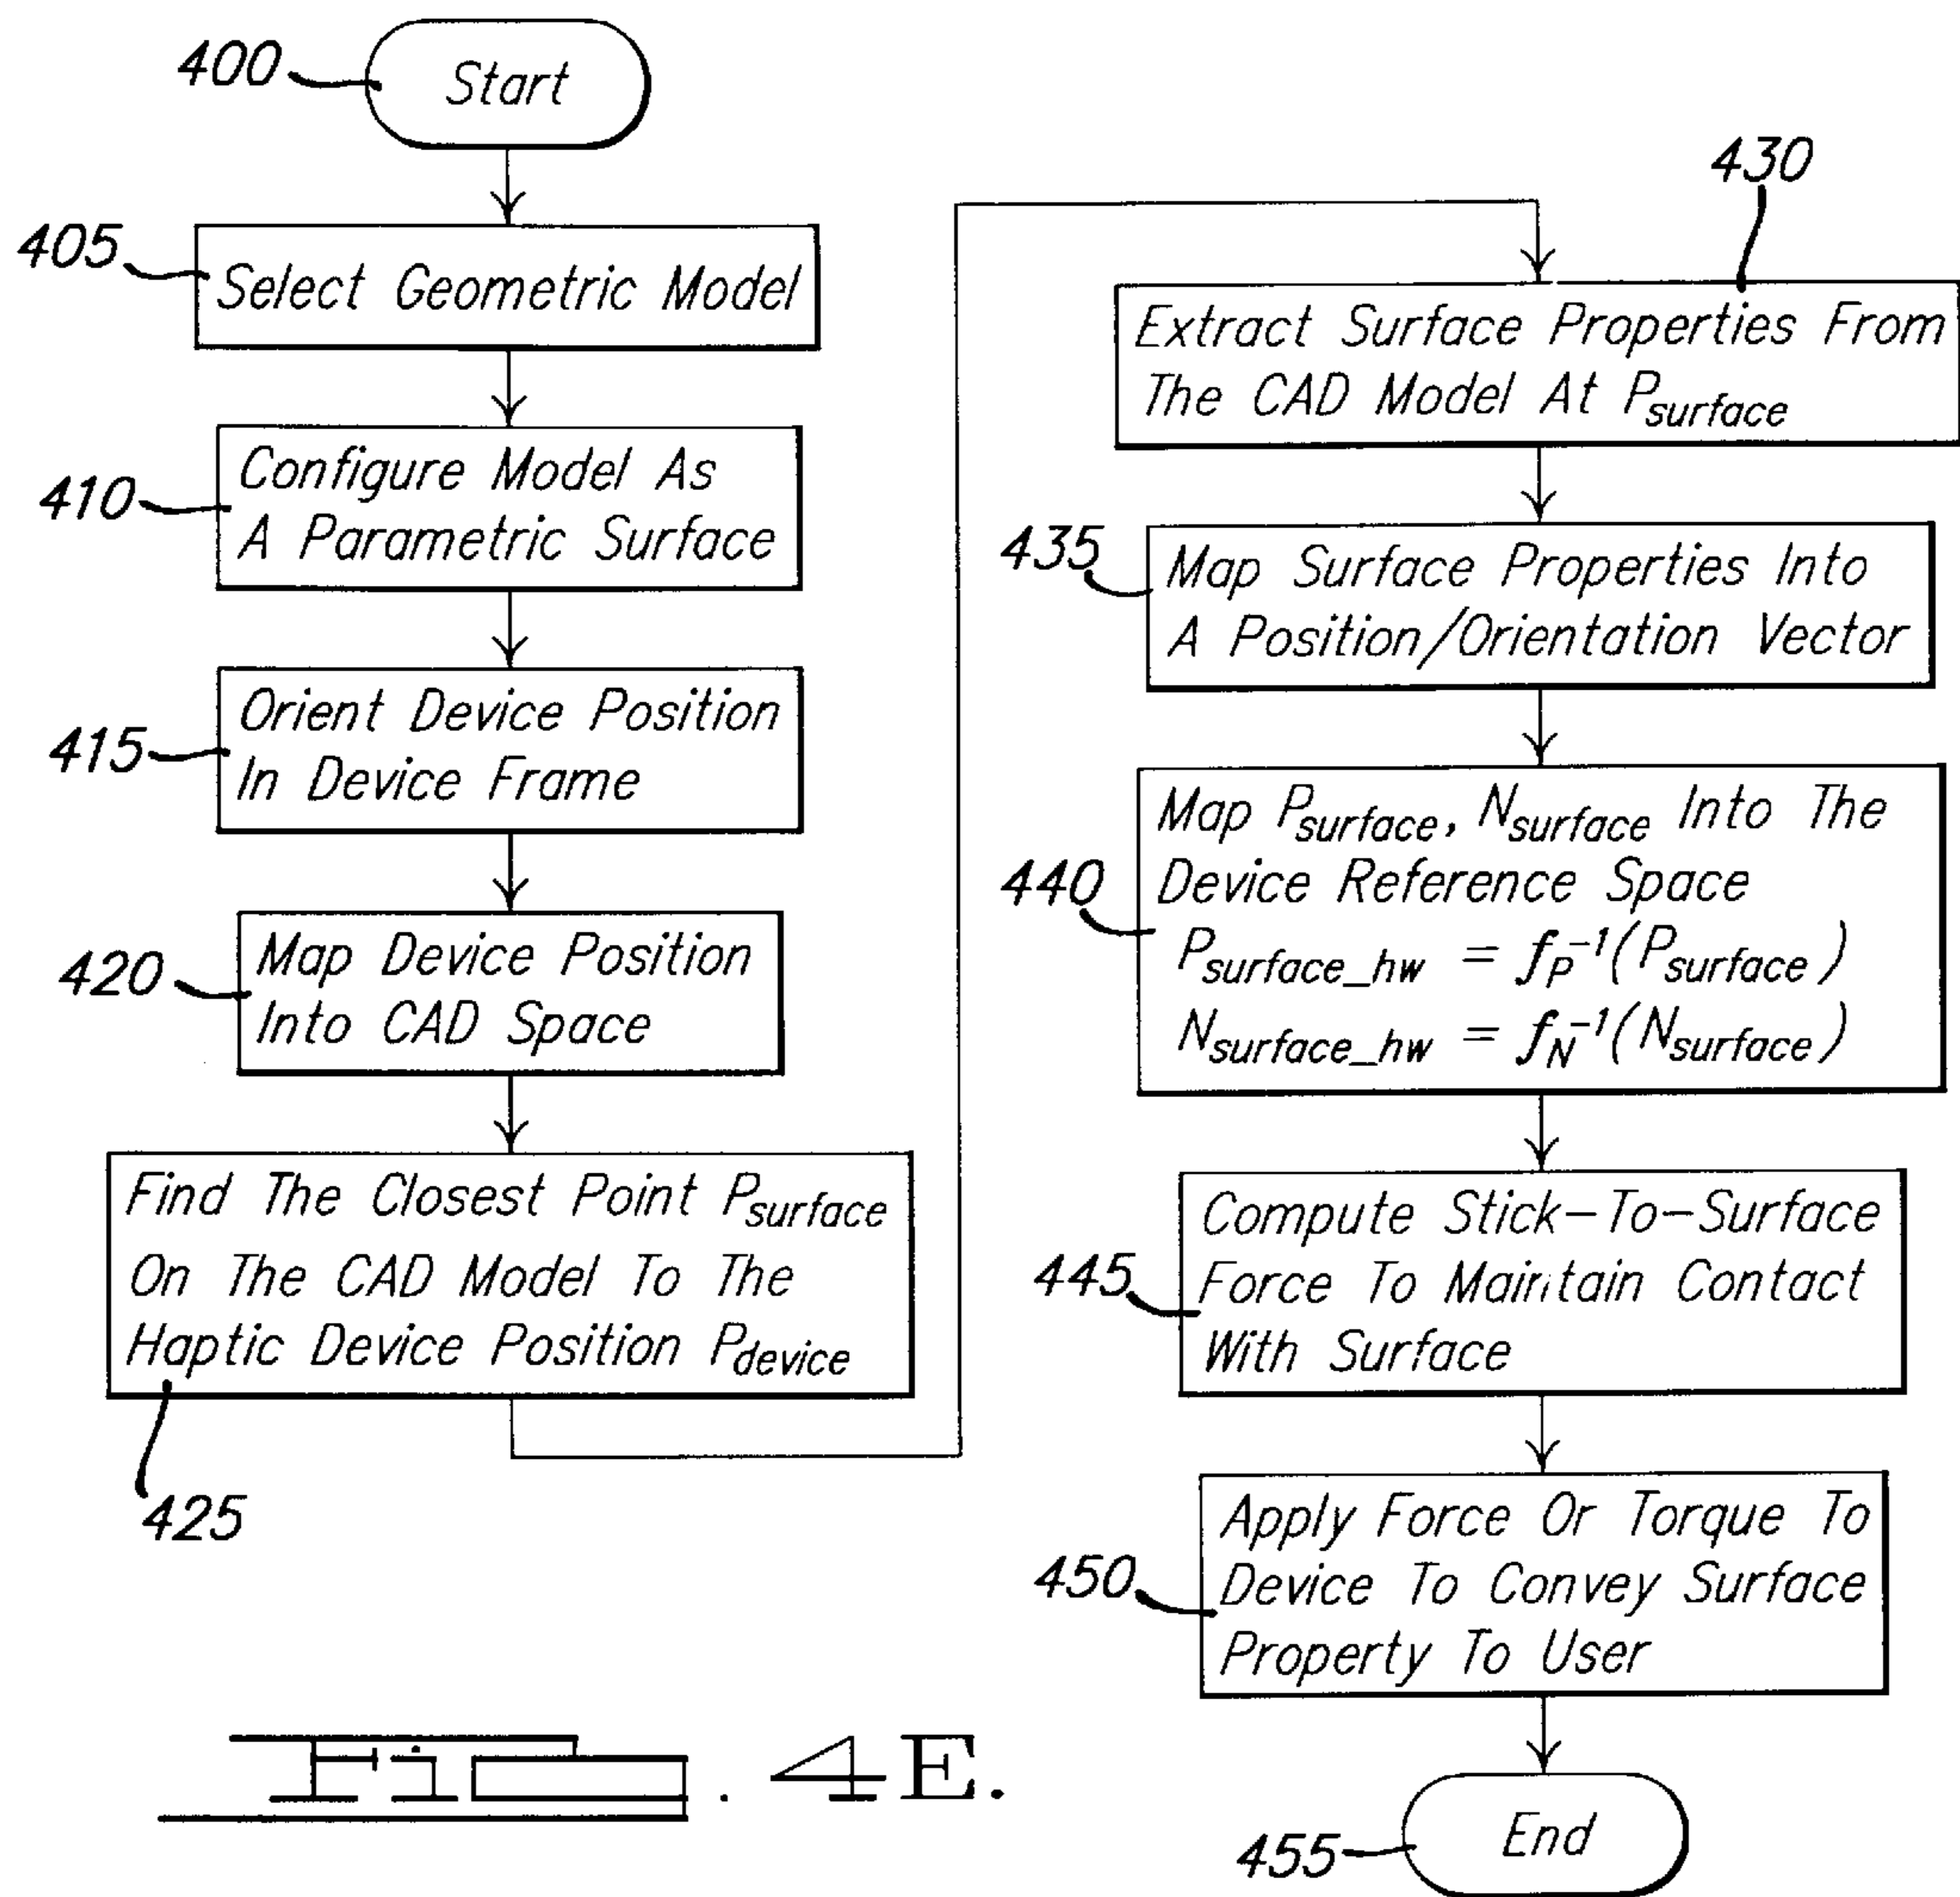 400
Start
405
Select Geometric Model
410
Configure Model As
A Parametric Surface
415
Orient Device Position
In Device Frame
420
Map Device Position
Into CAD Space
Find The Closest Point Psurface
On The CAD Model To The
Haptic Device Position Pdevice
425
430
Extract Surface Properties From
The CAD Model At Psurface
435
Map Surface Properties Into
A Position/Orientation Vector
440
Map Psurface, Nsurface Into The
Device Reference Space
Psurface_hw = fP⁻¹(Psurface)
Nsurface_hw = fN⁻¹(Nsurface)
445
Compute Stick-To-Surface
Force To Maintain Contact
With Surface
450
Apply Force Or Torque To
Device To Convey Surface
Property To User
End
455
Fig. 4E.